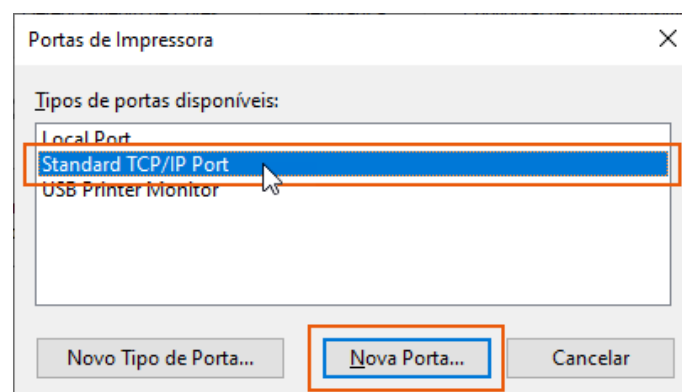 Portas de Impressora
Tipos de portas disponíveis:
Local Port
Standard TCP/IP Port
USB Printer Monitor
Novo Tipo de Porta...
Nova Porta...
Cancelar